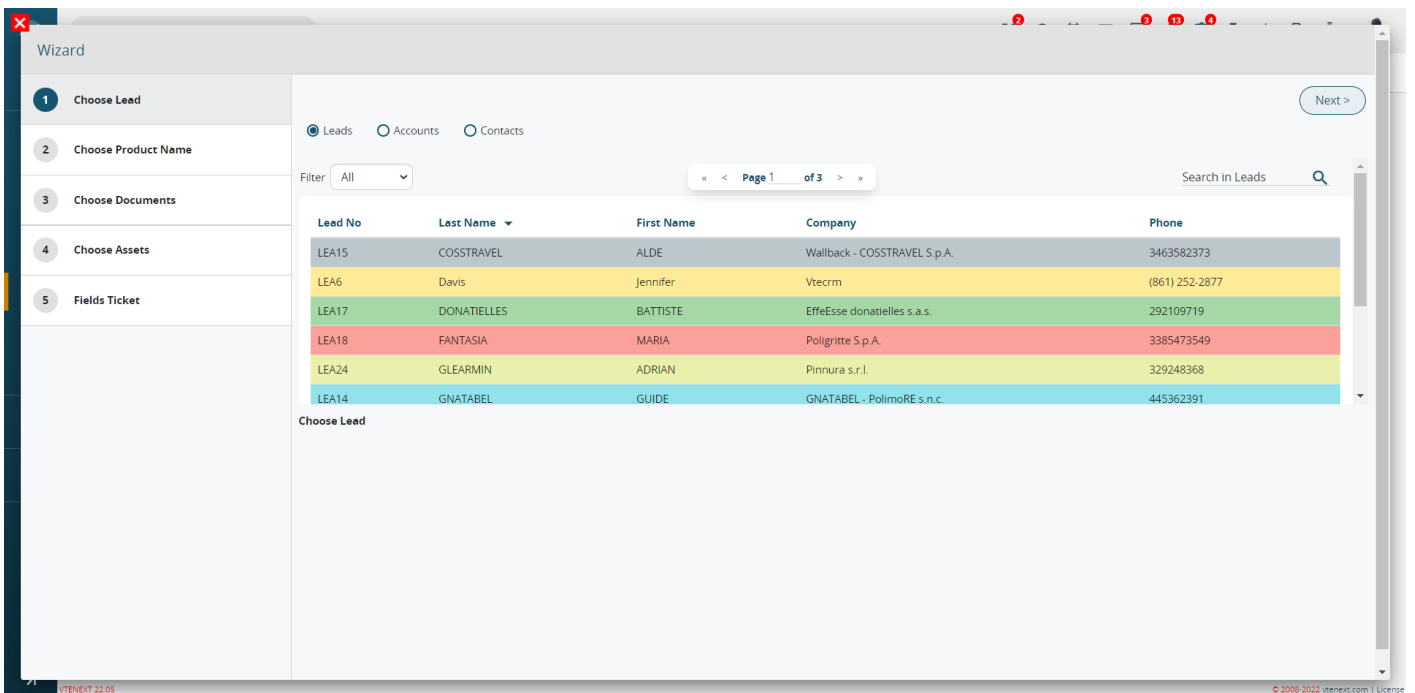 2 3 13 4
Wizard
1 Choose Lead
2 Choose Product Name
3 Choose Documents
4 Choose Assets
5 Fields Ticket
Next >
Leads Accounts Contacts
Filter All « < Page 1 of 3 > » Search in Leads
Lead No Last Name First Name Company Phone
LEA15 COSSTRAVEL ALDE Wallback - COSSTRAVEL S.p.A. 3463582373
LEA6 Davis Jennifer Vtecrm (861) 252-2877
LEA17 DONATIELLES BATTISTE EffeEsse donatielles s.a.s. 292109719
LEA18 FANTASIA MARIA Poligritte S.p.A. 3385473549
LEA24 GLEARMIN ADRIAN Pinnura s.r.l. 329248368
LEA14 GNATABEL GUIDE GNATABEL - PolimoRE s.n.c. 445362391
Choose Lead
VTENEXT 22.05 © 2008-2022 vtenext.com | License